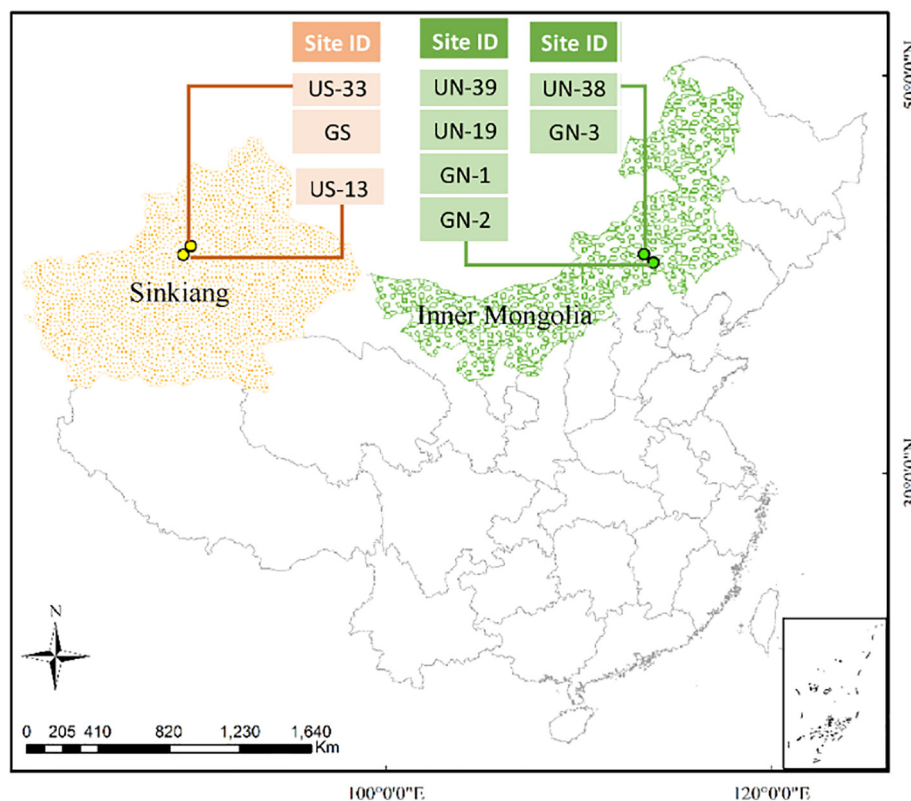 Site ID
US-33
GS
US-13
Site ID
UN-39
UN-19
GN-1
GN-2
Site ID
UN-38
GN-3
Sinkiang
Inner Mongolia
50°0'0"N
30°0'0"N
N
0 205 410 820 1,230 1,640
Km
100°0'0"E
120°0'0"E